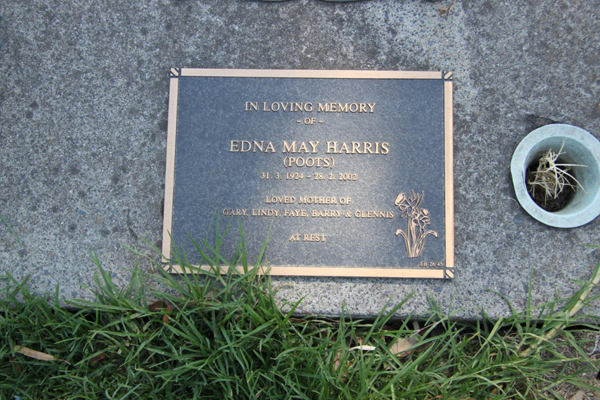 IN LOVING MEMORY
- OF -
EDNA MAY HARRIS
(POOTS)
31. 3. 1924 - 28. 2. 2002
LOVED MOTHER OF
GARY, LINDY, FAYE, BARRY & GLENNIS
AT REST